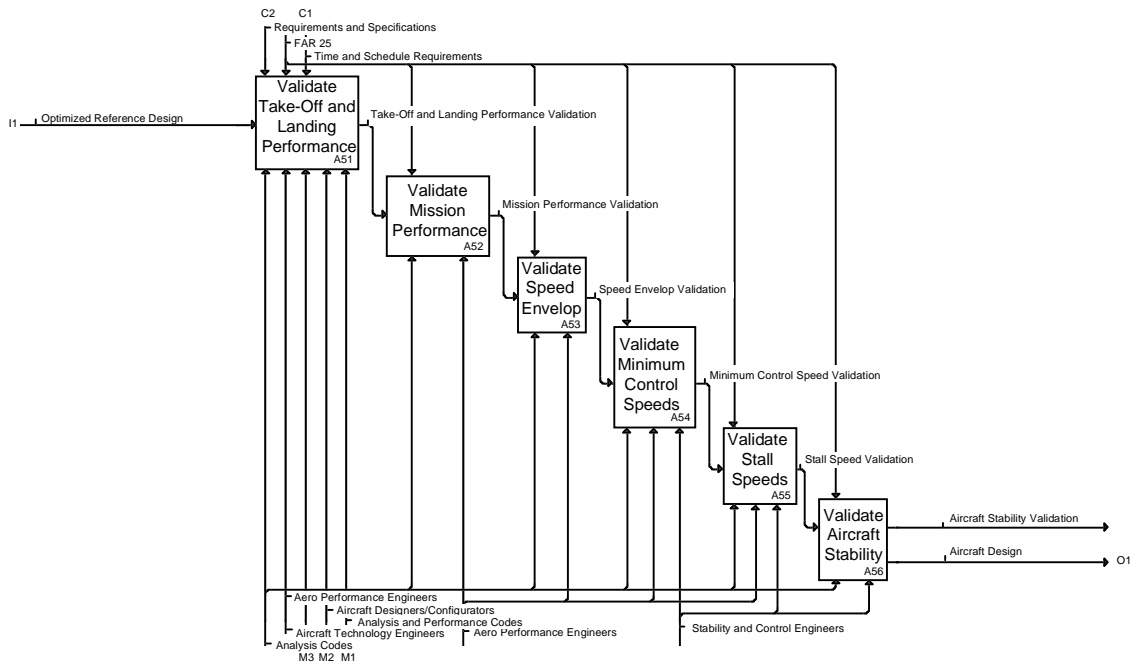 C2
C1
Requirements and Specifications
FAR 25
Time and Schedule Requirements
Validate
Take-Off and
Landing
Performance
A51
I1
Optimized Reference Design
Take-Off and Landing Performance Validation
Validate
Mission
Performance
A52
Mission Performance Validation
Validate
Speed
Envelop
A53
Speed Envelop Validation
Validate
Minimum
Control
Speeds
A54
Minimum Control Speed Validation
Validate
Stall
Speeds
A55
Stall Speed Validation
Validate
Aircraft
Stability
A56
Aircraft Stability Validation
Aircraft Design
O1
Aero Performance Engineers
Aircraft Designers/Configurators
Analysis and Performance Codes
Aircraft Technology Engineers
Analysis Codes
M3 M2 M1
Aero Performance Engineers
Stability and Control Engineers